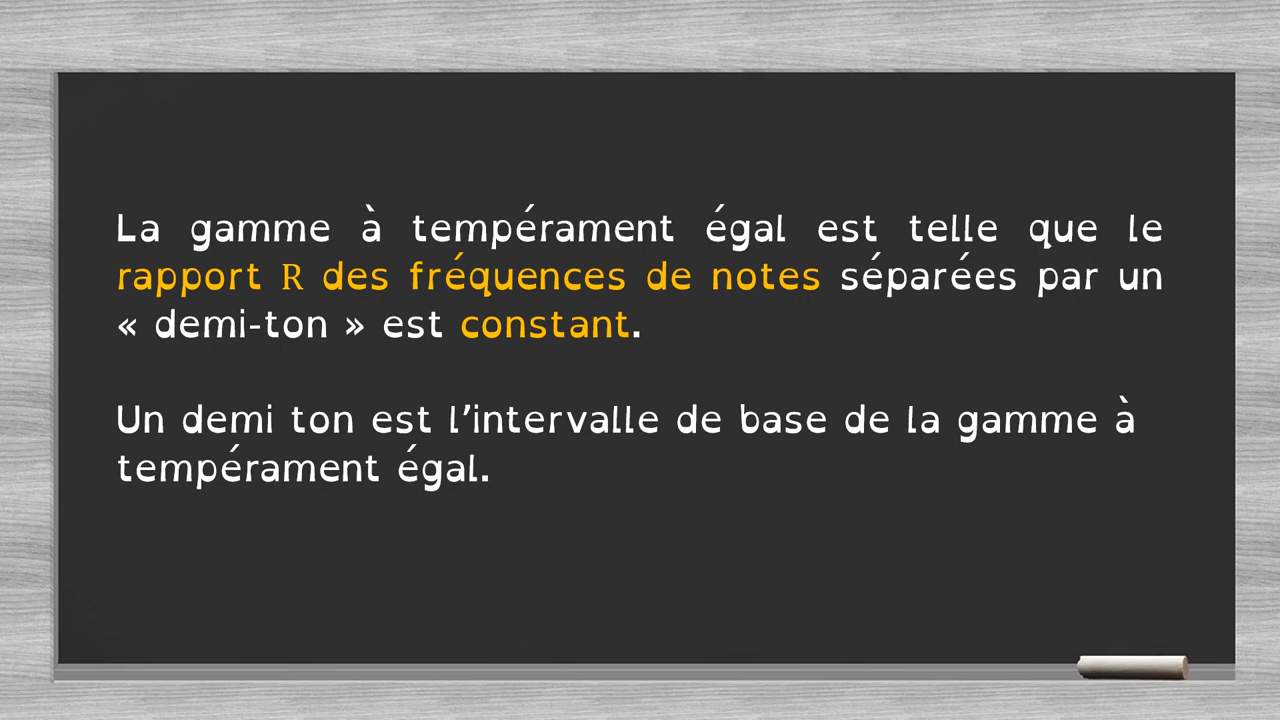 La gamme à tempérament égal est telle que le
rapport R des fréquences de notes séparées par un
« demi-ton » est constant.
Un demi ton est l’intervalle de base de la gamme à
tempérament égal.